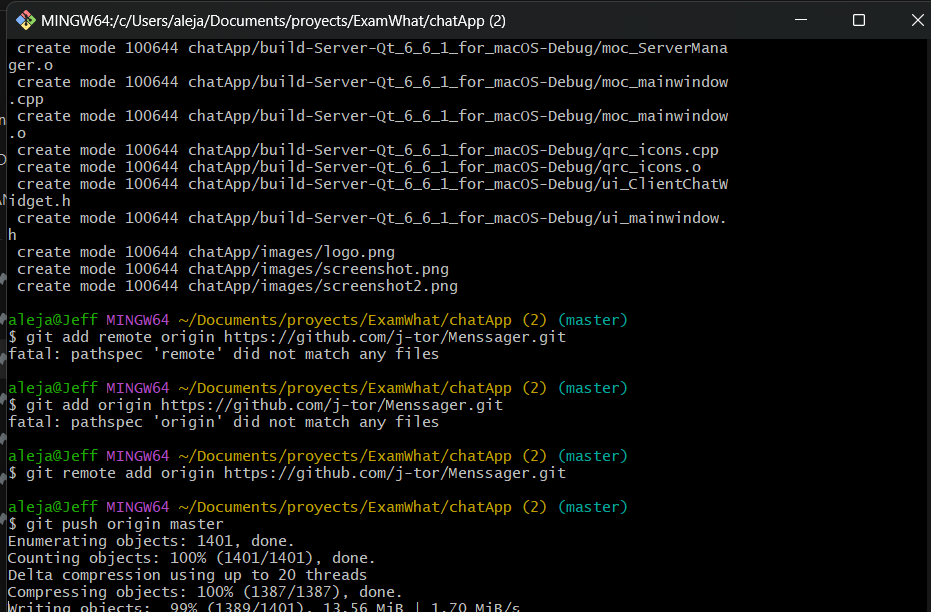 MINGW64:/c/Users/aleja/Documents/proyects/ExamWhat/chatApp (2)
create mode 100644 chatApp/build-Server-Qt_6_6_1_for_macOS-Debug/moc_ServerMana
ger.o
create mode 100644 chatApp/build-Server-Qt_6_6_1_for_macOS-Debug/moc_mainwindow
.cpp
create mode 100644 chatApp/build-Server-Qt_6_6_1_for_macOS-Debug/moc_mainwindow
.o
create mode 100644 chatApp/build-Server-Qt_6_6_1_for_macOS-Debug/qrc_icons.cpp
create mode 100644 chatApp/build-Server-Qt_6_6_1_for_macOS-Debug/qrc_icons.o
create mode 100644 chatApp/build-Server-Qt_6_6_1_for_macOS-Debug/ui_ClientChatW
idget.h
create mode 100644 chatApp/build-Server-Qt_6_6_1_for_macOS-Debug/ui_mainwindow.
h
create mode 100644 chatApp/images/logo.png
create mode 100644 chatApp/images/screenshot.png
create mode 100644 chatApp/images/screenshot2.png
aleja@Jeff MINGW64 ~/Documents/proyects/ExamWhat/chatApp (2) (master)
$ git add remote origin https://github.com/j-tor/Menssager.git
fatal: pathspec 'remote' did not match any files
aleja@Jeff MINGW64 ~/Documents/proyects/ExamWhat/chatApp (2) (master)
$ git add origin https://github.com/j-tor/Menssager.git
fatal: pathspec 'origin' did not match any files
aleja@Jeff MINGW64 ~/Documents/proyects/ExamWhat/chatApp (2) (master)
$ git remote add origin https://github.com/j-tor/Menssager.git
aleja@Jeff MINGW64 ~/Documents/proyects/ExamWhat/chatApp (2) (master)
$ git push origin master
Enumerating objects: 1401, done.
Counting objects: 100% (1401/1401), done.
Delta compression using up to 20 threads
Compressing objects: 100% (1387/1387), done.
Writing objects:  99% (1389/1401), 13.56 MiB | 1.70 MiB/s